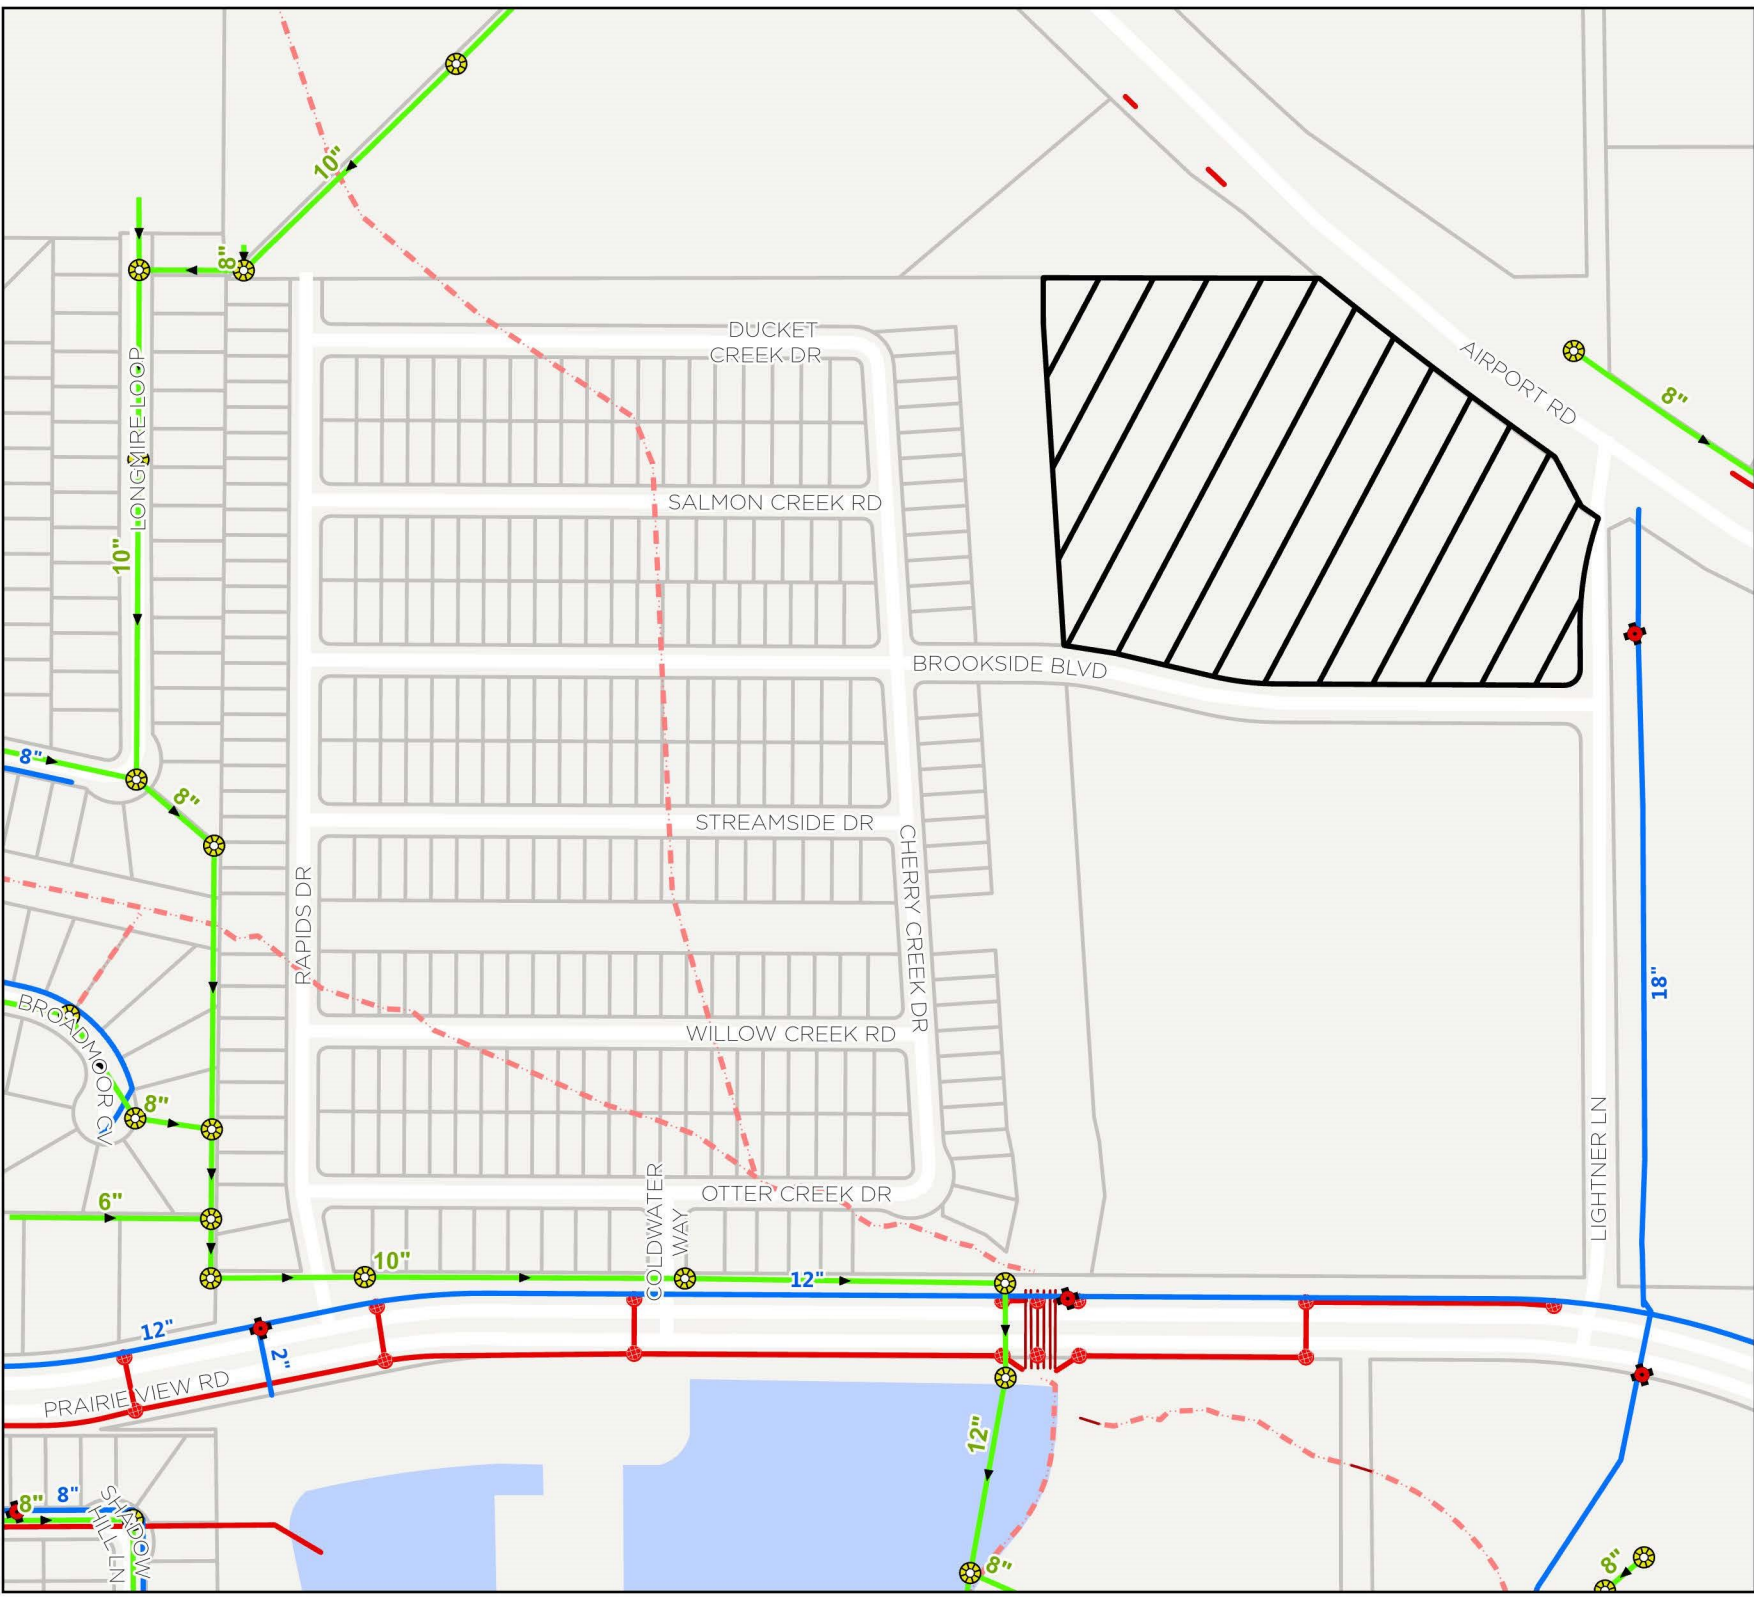 10"
8"
DUCKET
CREEK DR
AIRPORT RD
8"
LONGMIRE LOOP
SALMON CREEK RD
10"
BROOKSIDE BLVD
8"
8"
STREAMSIDE DR
CHERRY CREEK DR
RAPIDS DR
18"
BROADMOOR CV
WILLOW CREEK RD
8"
LIGHTNER LN
6"
OTTER CREEK DR
COLDWATER
WAY
10"
12"
12"
2"
PRAIRIE VIEW RD
12"
8"
8"
SHADOW
HILL LN
8"
8"